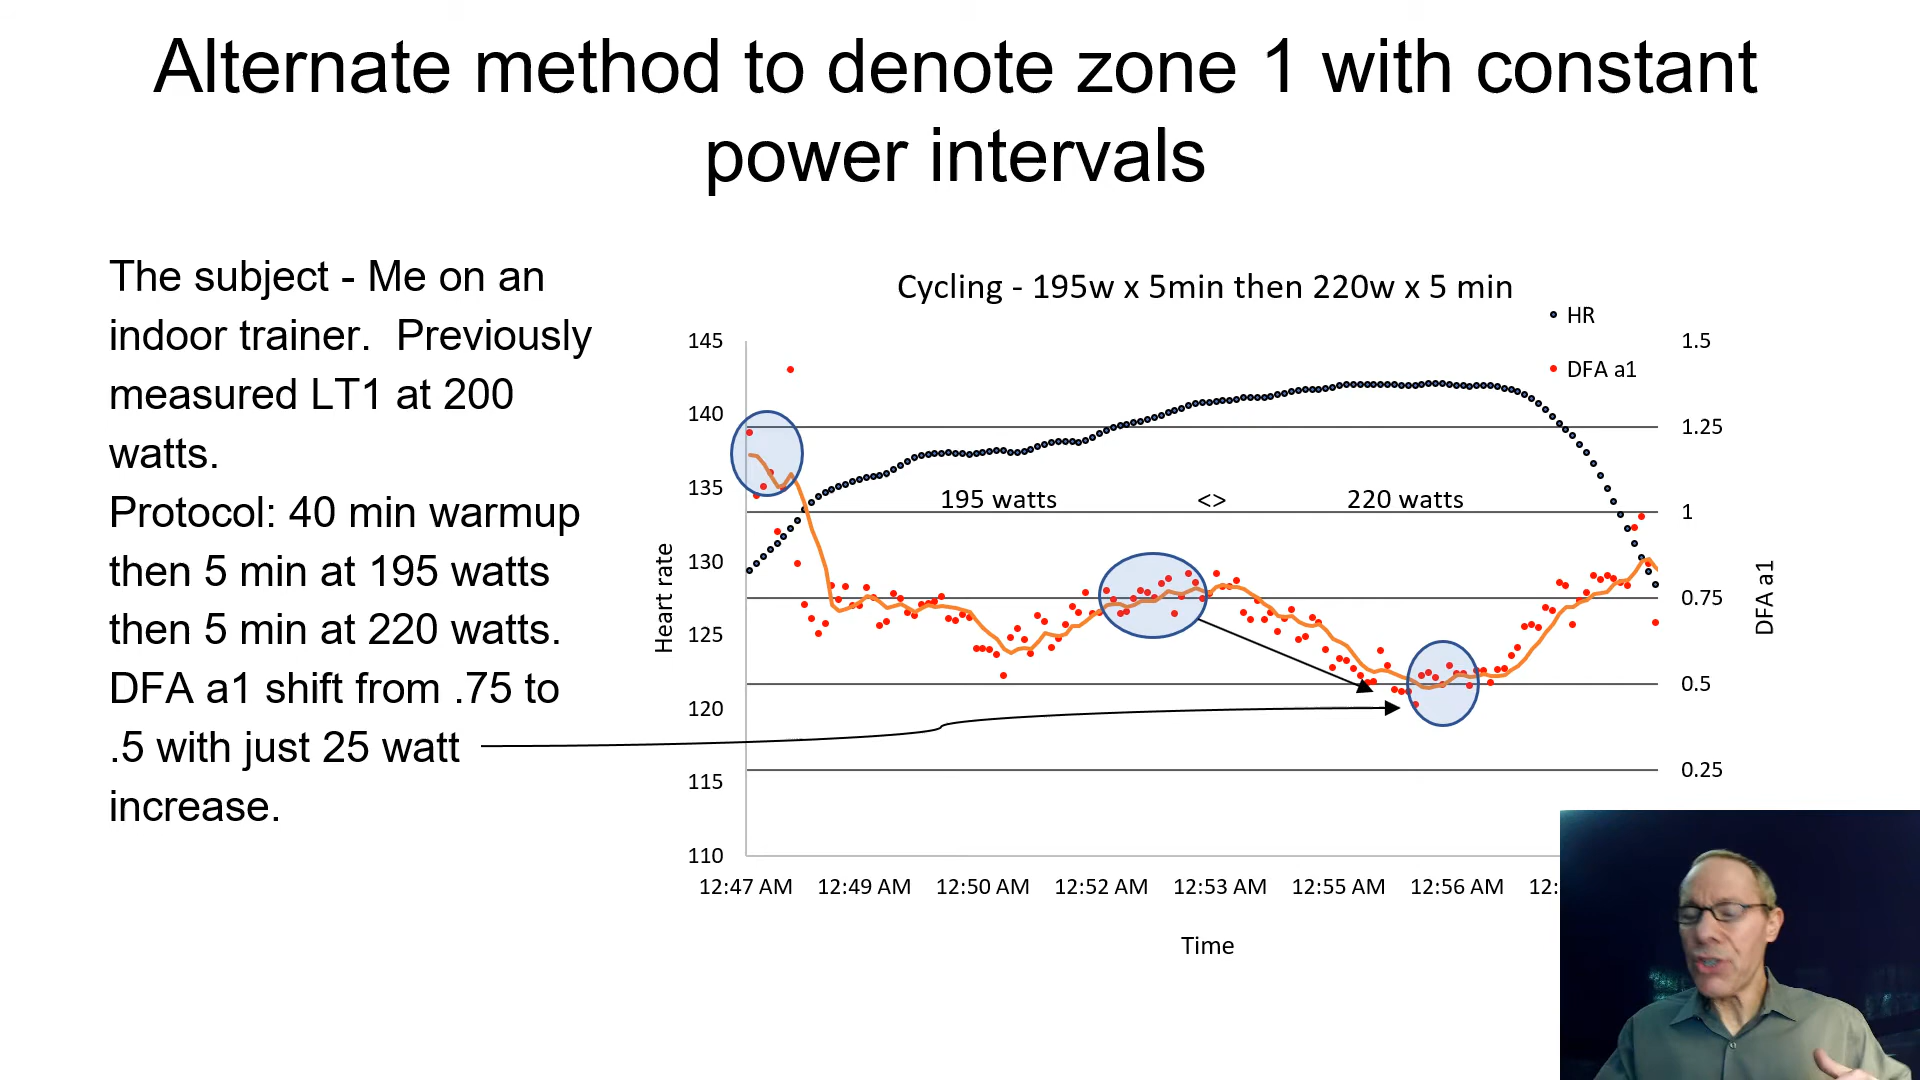 Alternate method to denote zone 1 with constant
power intervals
The subject - Me on an
indoor trainer.  Previously
measured LT1 at 200
watts.
Protocol: 40 min warmup
then 5 min at 195 watts
then 5 min at 220 watts.
DFA a1 shift from .75 to
.5 with just 25 watt
increase.
Cycling - 195w x 5min then 220w x 5 min
HR
DFA a1
145
140
135
130
125
120
115
110
Heart rate
195 watts <> 220 watts
1.5
1.25
1
0.75
0.5
0.25
DFA a1
12:47 AM 12:49 AM 12:50 AM 12:52 AM 12:53 AM 12:55 AM 12:56 AM 12:
Time